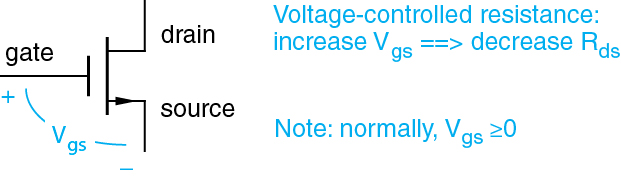 drain
gate
source
+
Vgs
–
Voltage-controlled resistance:
increase Vgs ==> decrease Rds
Note: normally, Vgs ≥0